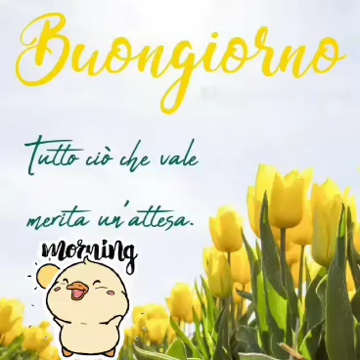 Buongiorno
Tutto ciò che vale
merita un'attesa.
morning